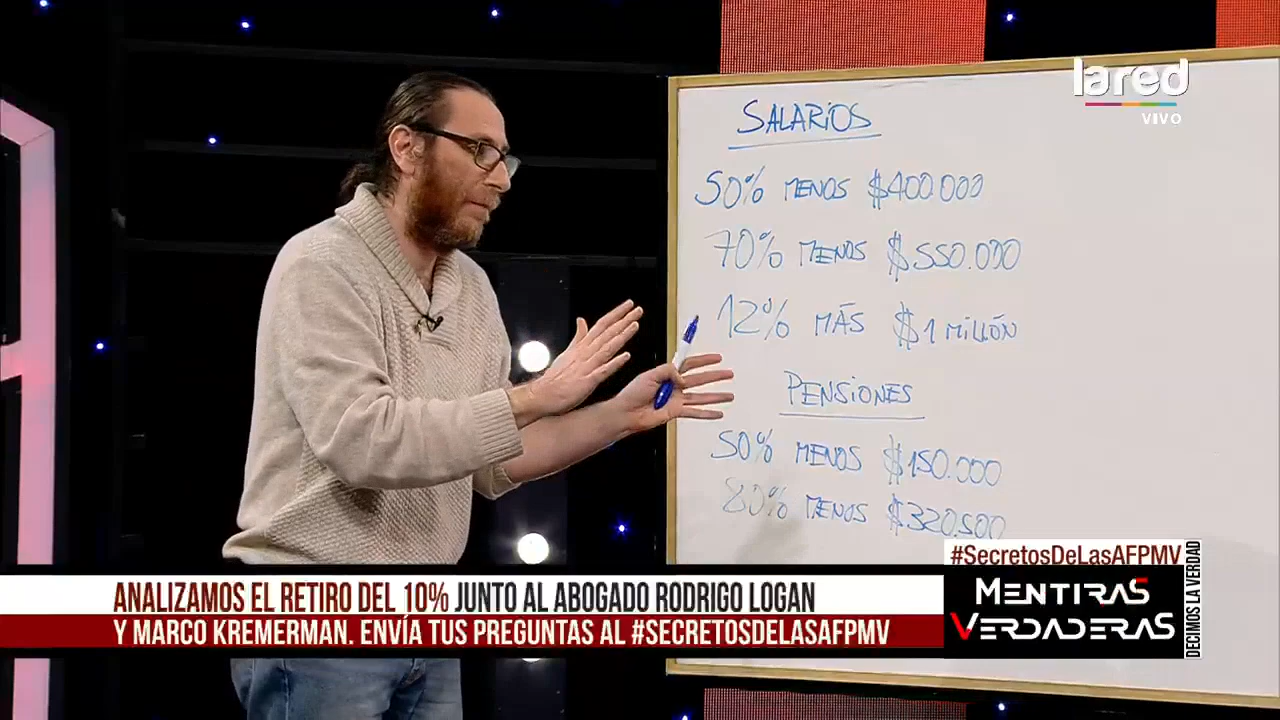 lared
VIVO
SALARIOS
50% MENOS $400.000
70% MENOS $550.000
12% MÁS $1 MILLÓN
PENSIONES
50% MENOS $150.000
80% MENOS $320.500
#SecretosDeLasAFPMV
MENTIRAS
VERDADERAS
DECIMOS LA VERDAD
ANALIZAMOS EL RETIRO DEL 10% JUNTO AL ABOGADO RODRIGO LOGAN
Y MARCO KREMERMAN. ENVÍA TUS PREGUNTAS AL #SECRETOSDELASAFPMV